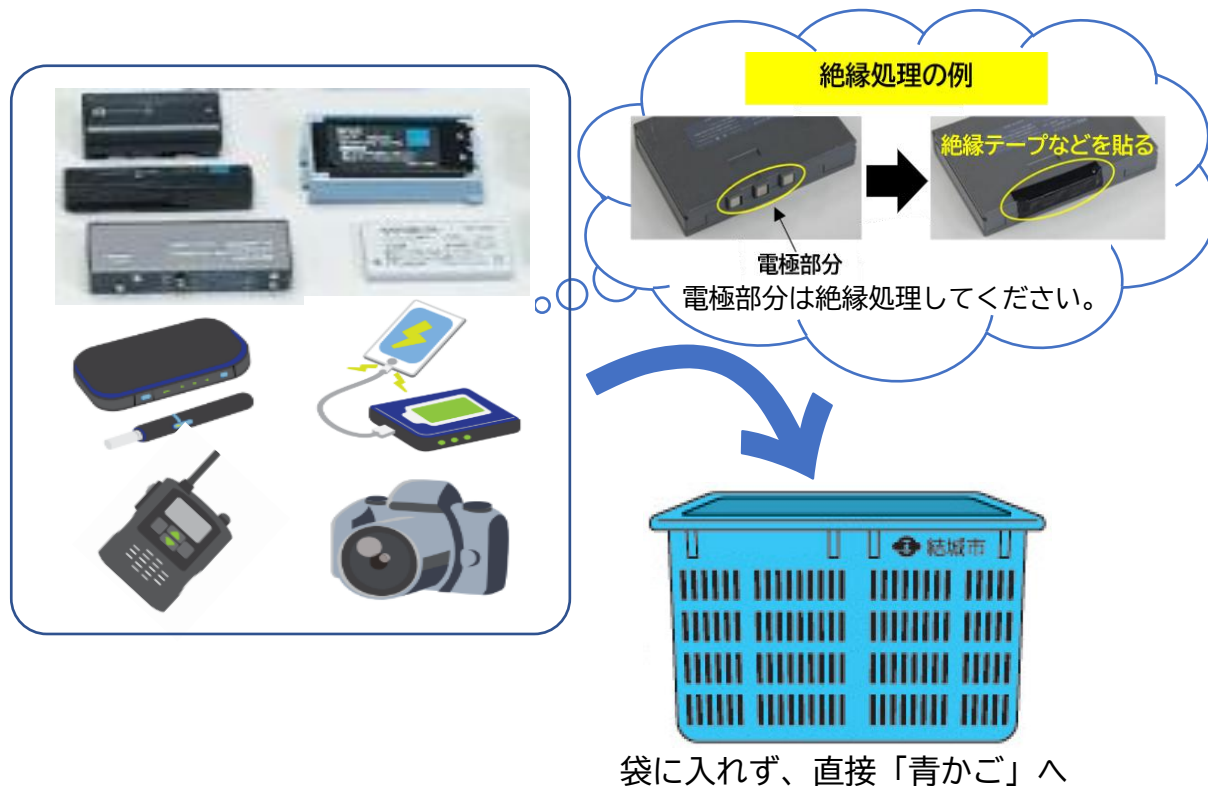 絶縁処理の例
絶縁テープなどを貼る
電極部分
電極部分は絶縁処理してください。
結城市
袋に入れず、直接「青かご」へ